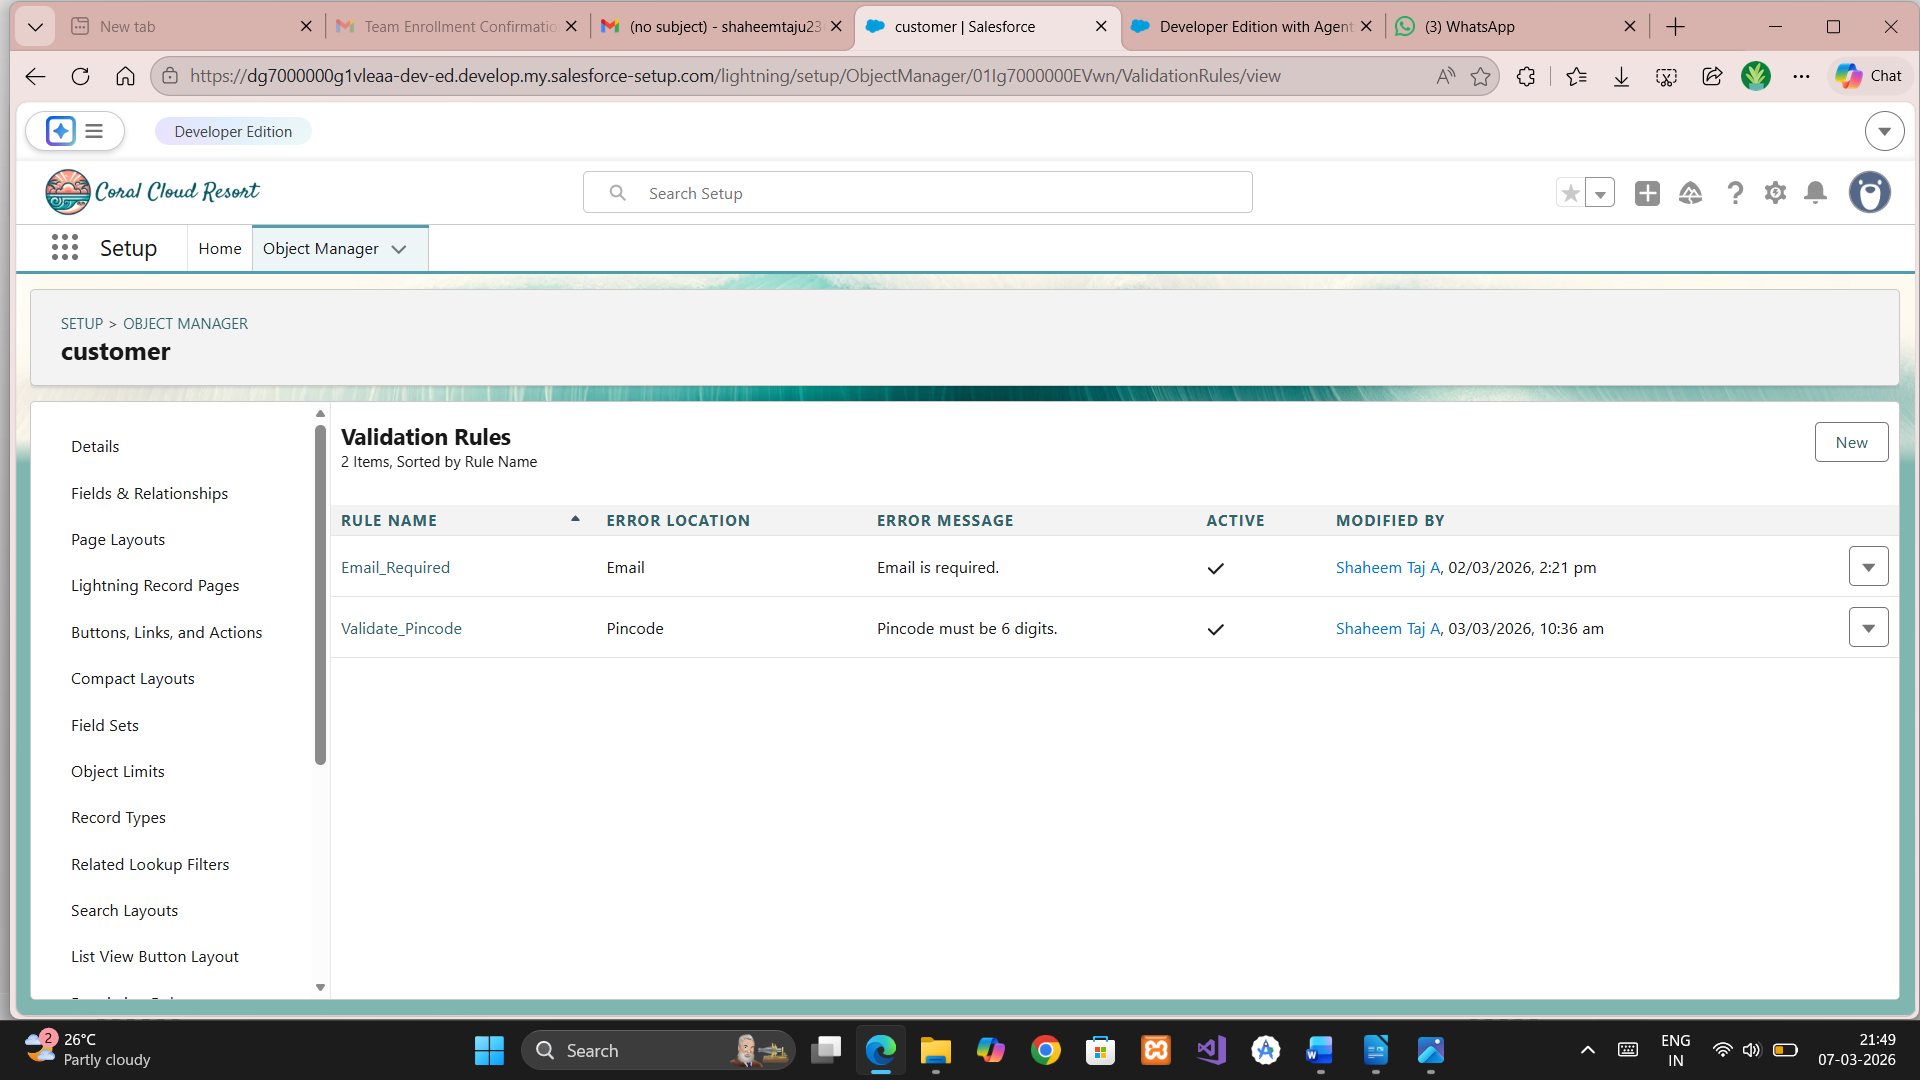 New tab
Team Enrollment Confirmatio
(no subject) - shaheemtaju23
customer | Salesforce
Developer Edition with Agent
(3) WhatsApp
https://dg7000000g1vleaa-dev-ed.develop.my.salesforce-setup.com/lightning/setup/ObjectManager/01Ig7000000EVwn/ValidationRules/view
Chat
Developer Edition
Coral Cloud Resort
Search Setup
Setup
Home
Object Manager
SETUP > OBJECT MANAGER
customer
Details
Fields & Relationships
Page Layouts
Lightning Record Pages
Buttons, Links, and Actions
Compact Layouts
Field Sets
Object Limits
Record Types
Related Lookup Filters
Search Layouts
List View Button Layout
Validation Rules
2 Items, Sorted by Rule Name
New
RULE NAME ERROR LOCATION ERROR MESSAGE ACTIVE MODIFIED BY
Email_Required Email Email is required. Shaheem Taj A, 02/03/2026, 2:21 pm
Validate_Pincode Pincode Pincode must be 6 digits. Shaheem Taj A, 03/03/2026, 10:36 am
2
26°C
Partly cloudy
Search
ENG
IN
21:49
07-03-2026